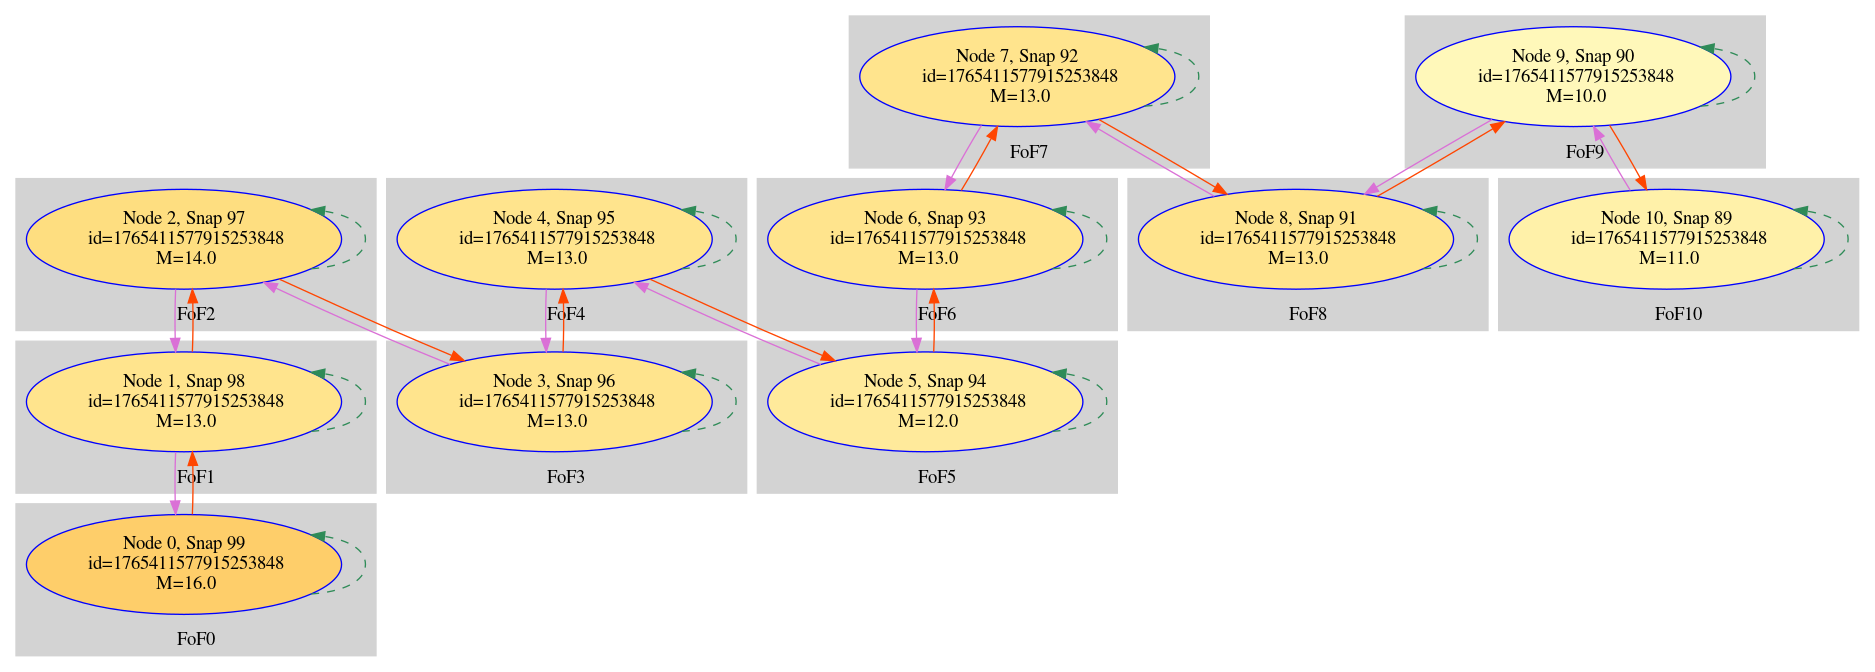 Node 7, Snap 92
id=1765411577915253848
M=13.0
FoF7
Node 9, Snap 90
id=1765411577915253848
M=10.0
FoF9
Node 2, Snap 97
id=1765411577915253848
M=14.0
FoF2
Node 4, Snap 95
id=1765411577915253848
M=13.0
FoF4
Node 6, Snap 93
id=1765411577915253848
M=13.0
FoF6
Node 8, Snap 91
id=1765411577915253848
M=13.0
FoF8
Node 10, Snap 89
id=1765411577915253848
M=11.0
FoF10
Node 1, Snap 98
id=1765411577915253848
M=13.0
FoF1
Node 3, Snap 96
id=1765411577915253848
M=13.0
FoF3
Node 5, Snap 94
id=1765411577915253848
M=12.0
FoF5
Node 0, Snap 99
id=1765411577915253848
M=16.0
FoF0